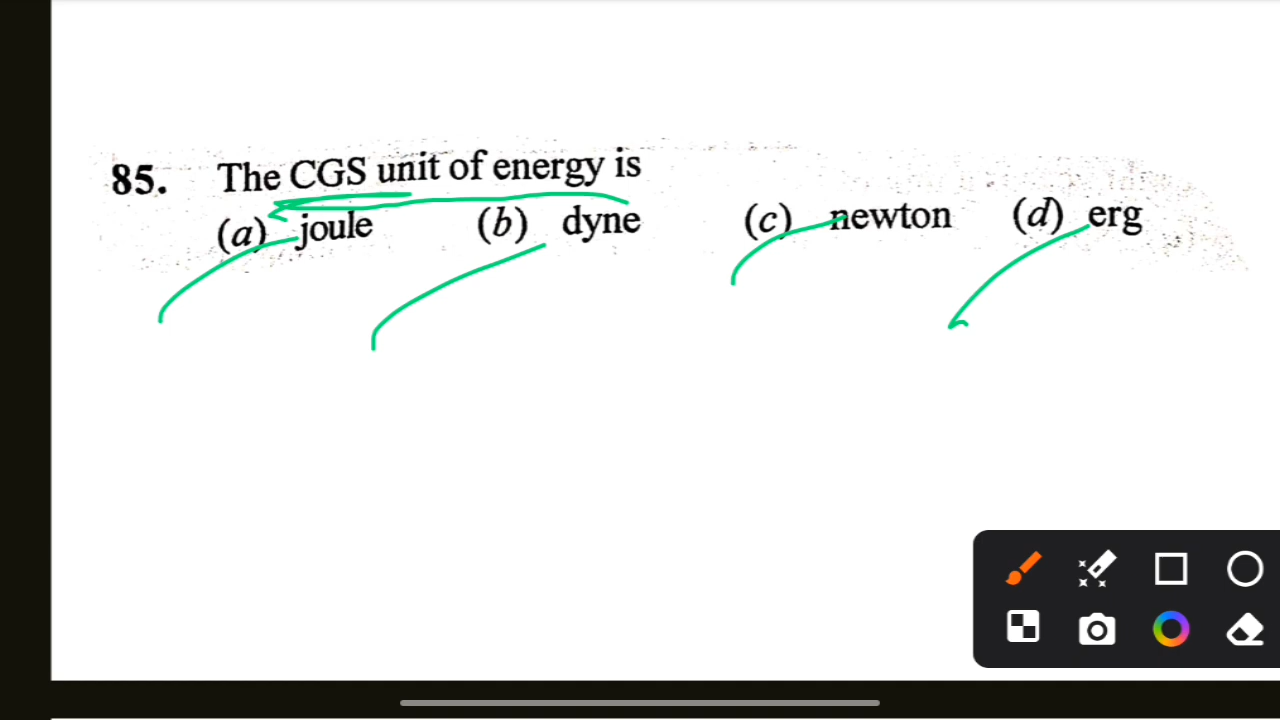 85. The CGS unit of energy is
(a) joule (b) dyne (c) newton (d) erg